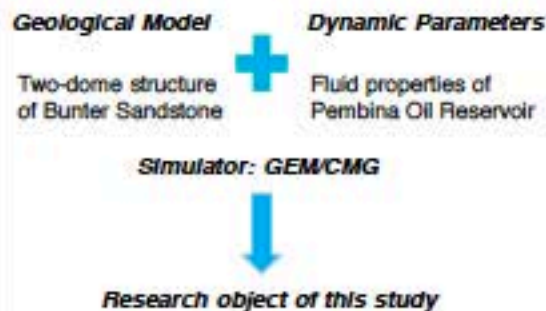 Geological Model
Dynamic Parameters
Two-dome structure
of Bunter Sandstone
Fluid properties of
Pembina Oil Reservoir
Simulator: GEM/CMG
Research object of this study